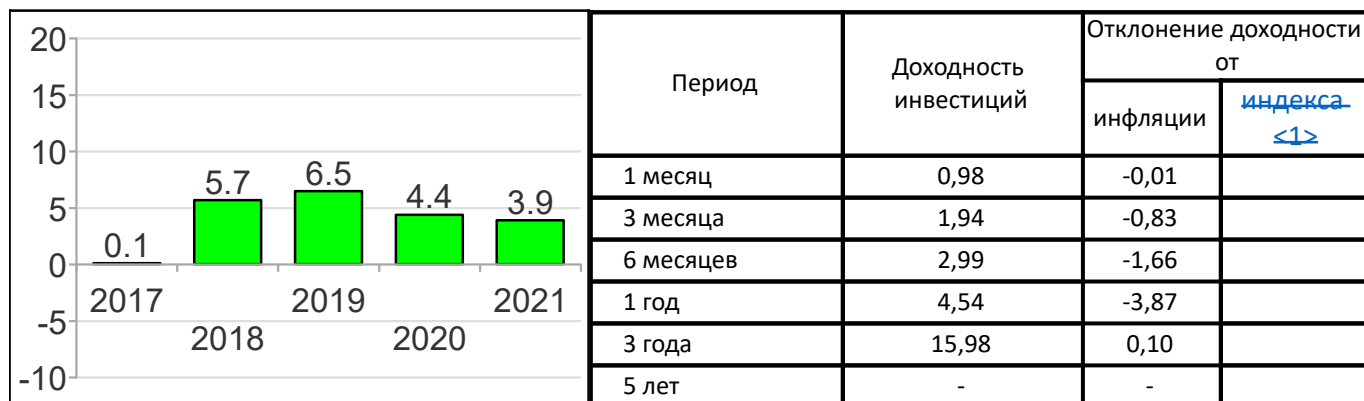 20
15
10
5
0
-5
-10
0.1
5.7
6.5
4.4
3.9
2017
2018
2019
2020
2021
Период
Доходность
инвестиций
Отклонение доходности
от
инфляции
индекса
<1>
1 месяц 0,98 -0,01
3 месяца 1,94 -0,83
6 месяцев 2,99 -1,66
1 год 4,54 -3,87
3 года 15,98 0,10
5 лет - -